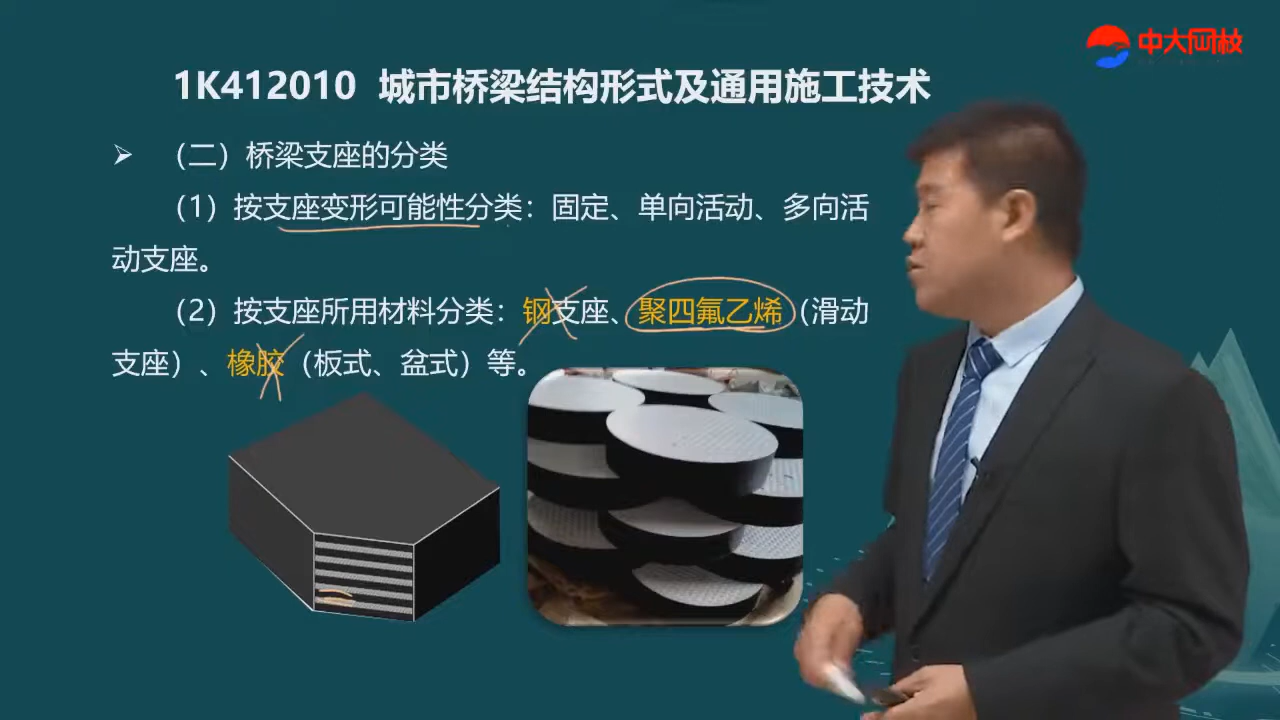 中大网校
1K412010 城市桥梁结构形式及通用施工技术
（二）桥梁支座的分类
（1）按支座变形可能性分类：固定、单向活动、多向活
动支座。
（2）按支座所用材料分类：钢支座、聚四氟乙烯（滑动
支座）、橡胶（板式、盆式）等。